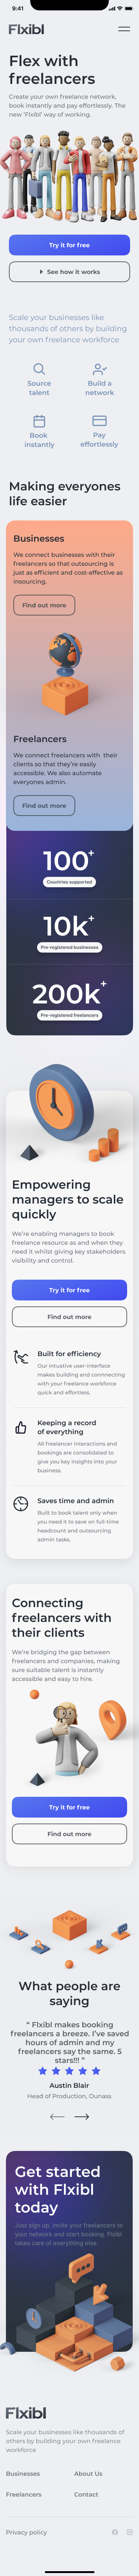 9:41
Flxibl
Flex with
freelancers
Create your own freelance network,
book instantly and pay effortlessly. The
new 'Flxibl' way of working.
Try it for free
See how it works
Scale your businesses like
thousands of others by building
your own freelance workforce
Source
talent
Build a
network
Book
instantly
Pay
effortlessly
Making everyones
life easier
Businesses
We connect businesses with their
freelancers so that outsourcing is
just as efficient and cost-effective as
insourcing.
Find out more
Freelancers
We connect freelancers with their
clients so that they're easily
accessible. We also automate
everyones admin.
Find out more
100+
Countries supported
10k+
Pre-registered businesses
200k+
Pre-registered freelancers
Empowering
managers to scale
quickly
We're enabling managers to book
freelance resource as and when they
need it whilst giving key stakeholders
visibility and control.
Try it for free
Find out more
Built for efficiency
Our intuative user-interface
makes building and connnecting
with your freelance workforce
quick and effortless.
Keeping a record
of everything
All freelancer interactions and
bookings are consolidated to
give you key insights into your
business.
Saves time and admin
Built to book talent only when
you need it to save on full-time
headcount and outsourcing
admin tasks.
Connecting
freelancers with
their clients
We're bridging the gap between
freelancers and companies, making
the suitable talent is instantly
accessible and easy to hire.
Try it for free
Find out more
What people are
saying
" Flxibl makes booking
freelancers a breeze. I've saved
hours of admin and my
freelancers say the same. 5
stars!!! "
Austin Blair
Head of Production, Ounass
Get started
with Flxibl
today
Just sign up, invite your freelancers to
your network and start booking. Flxibl
takes care of everything else.
Flxibl
Scale your businesses like thousands of
others by building your own freelance
workforce
Businesses
About Us
Freelancers
Contact
Privacy policy